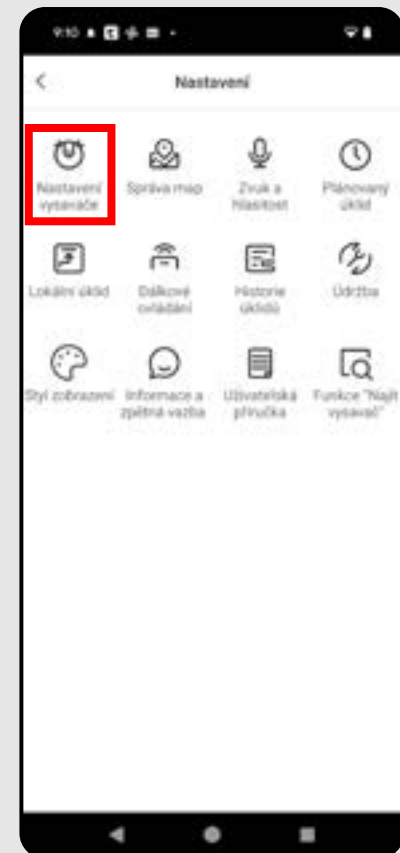 9:10
Nastavení
Nastavení vysavače
Správa map
Zvuk a hlasitost
Plánovaný úklid
Lokální úklid
Dálkové ovládání
Historie úklidů
Údržba
Styl zobrazení
Informace a zpětná vazba
Uživatelská příručka
Funkce "Najít vysavač"